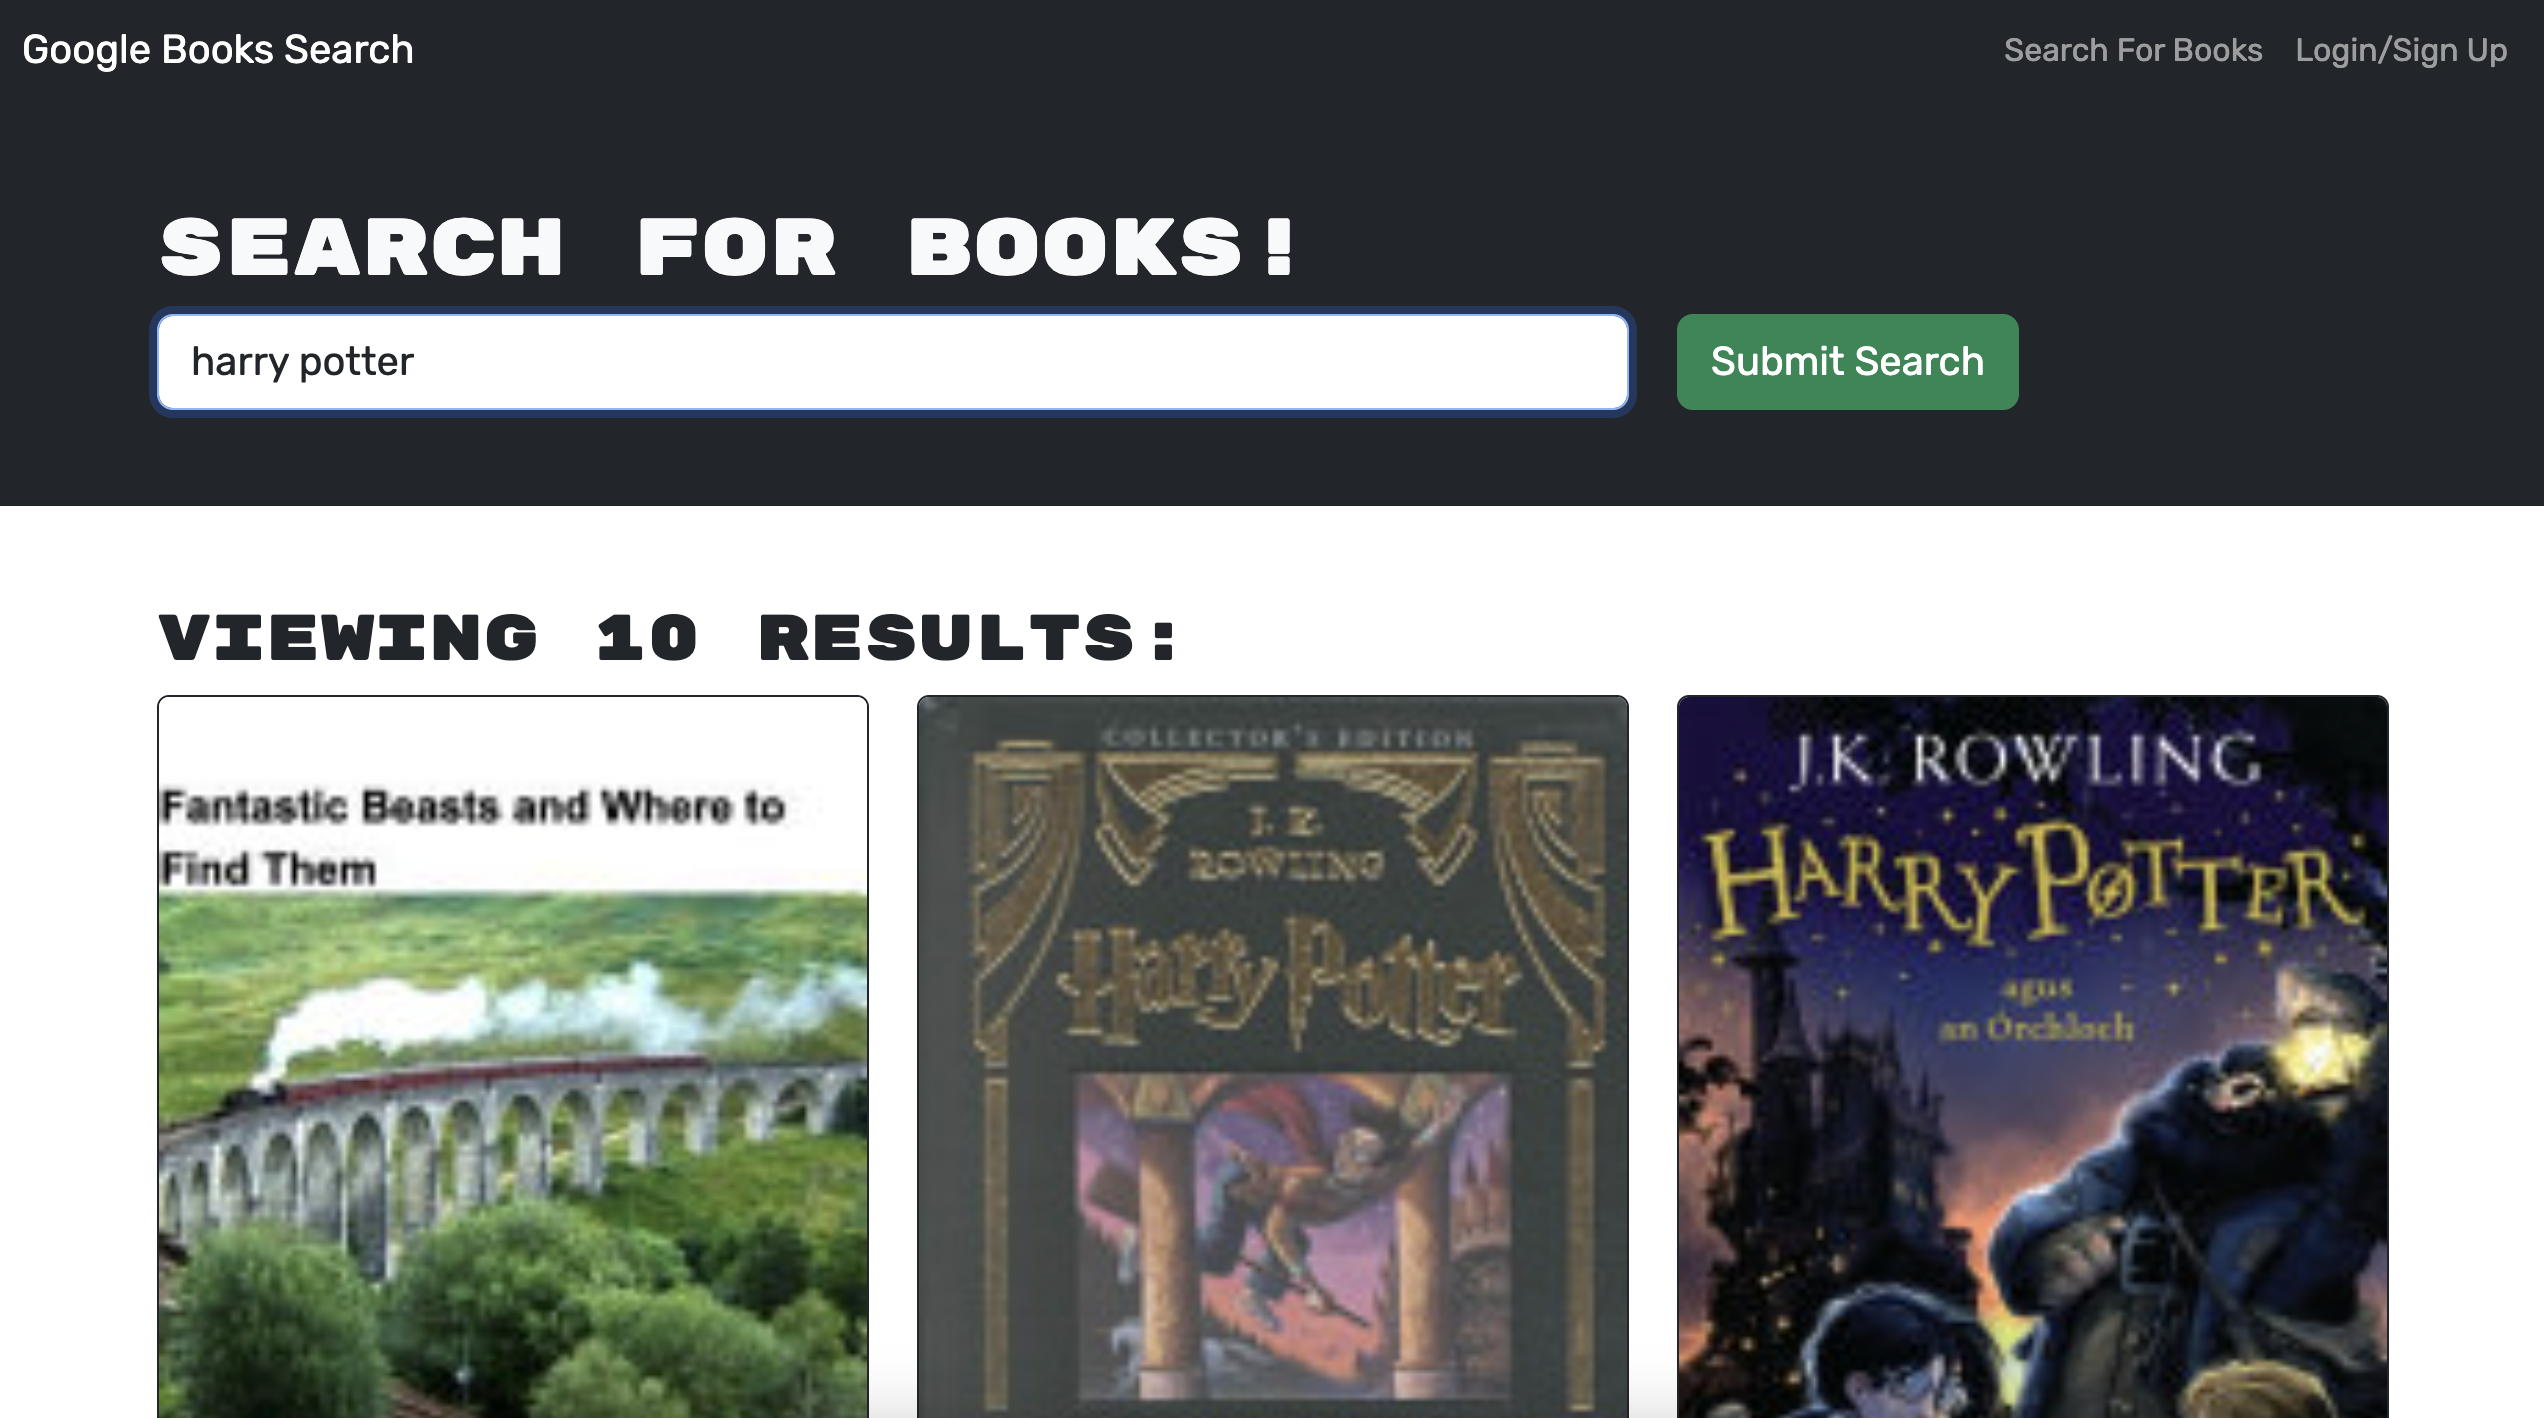 Google Books Search
Search For Books Login/Sign Up
SEARCH FOR BOOKS!
harry potter
Submit Search
VIEWING 10 RESULTS:
Fantastic Beasts and Where to
Find Them
COLLECTOR'S EDITION
J. K.
ROWLING
Harry Potter
J.K. ROWLING
HARRY POTTER
agus
an Órchloch